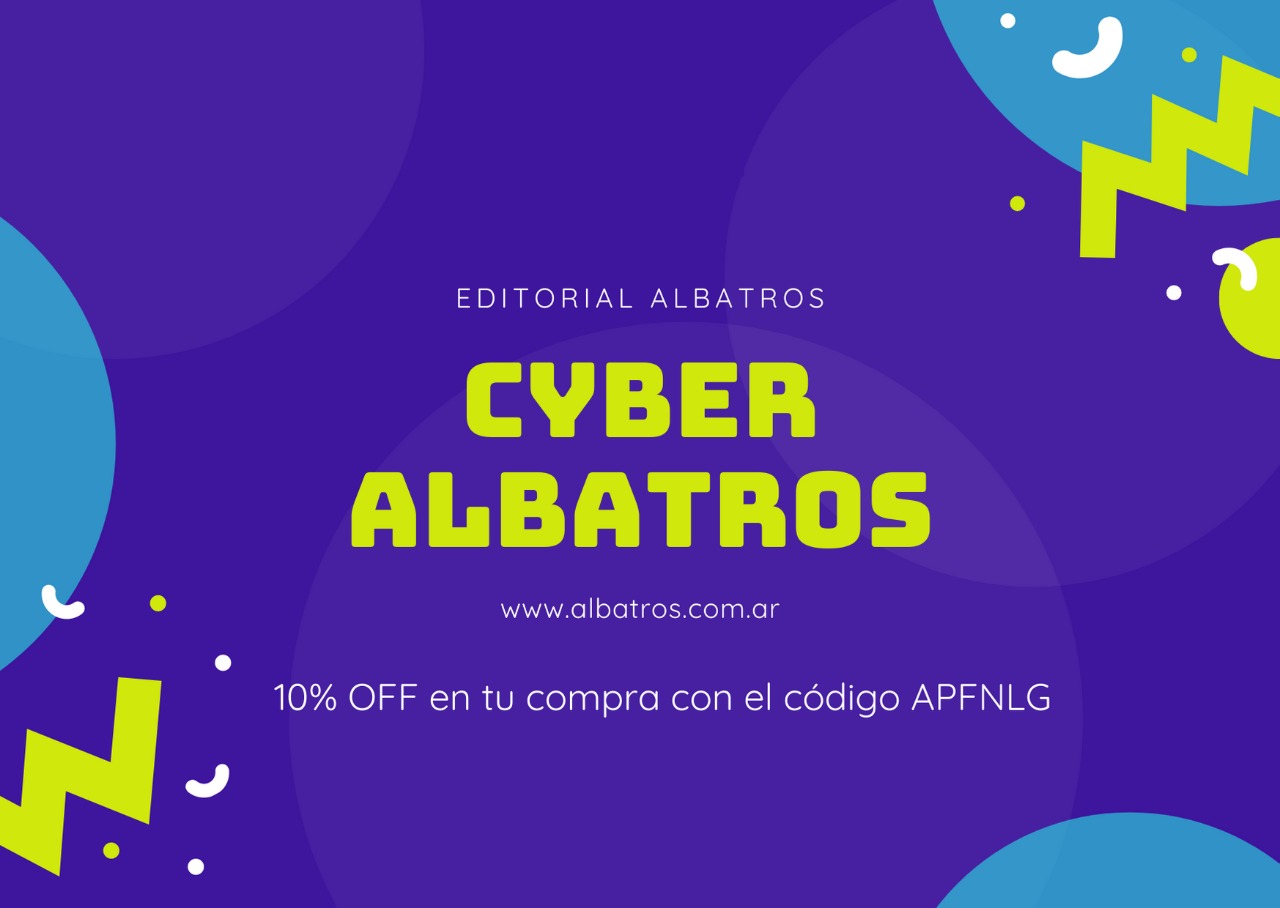 EDITORIAL ALBATROS
CYBER
ALBATROS
www.albatros.com.ar
10% OFF en tu compra con el código APFNLG